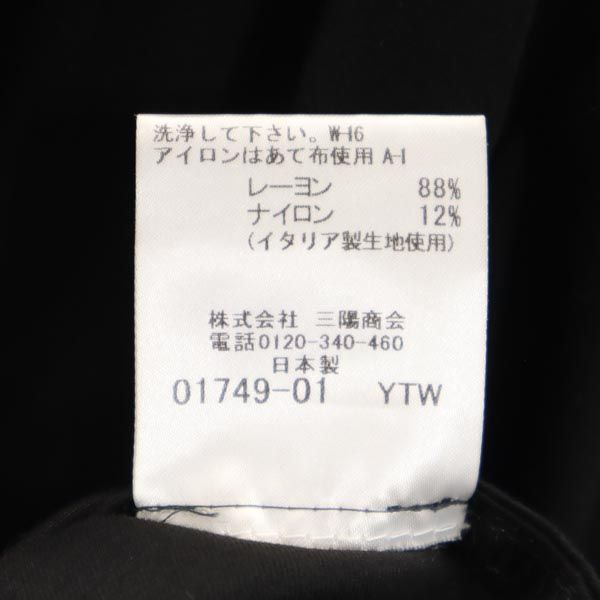 洗浄して下さい。W-16
アイロンはあて布使用 A-1
レーヨン 88%
ナイロン 12%
(イタリア製生地使用)
株式会社 三陽商会
電話0120-340-460
日本製
01749-01 YTW